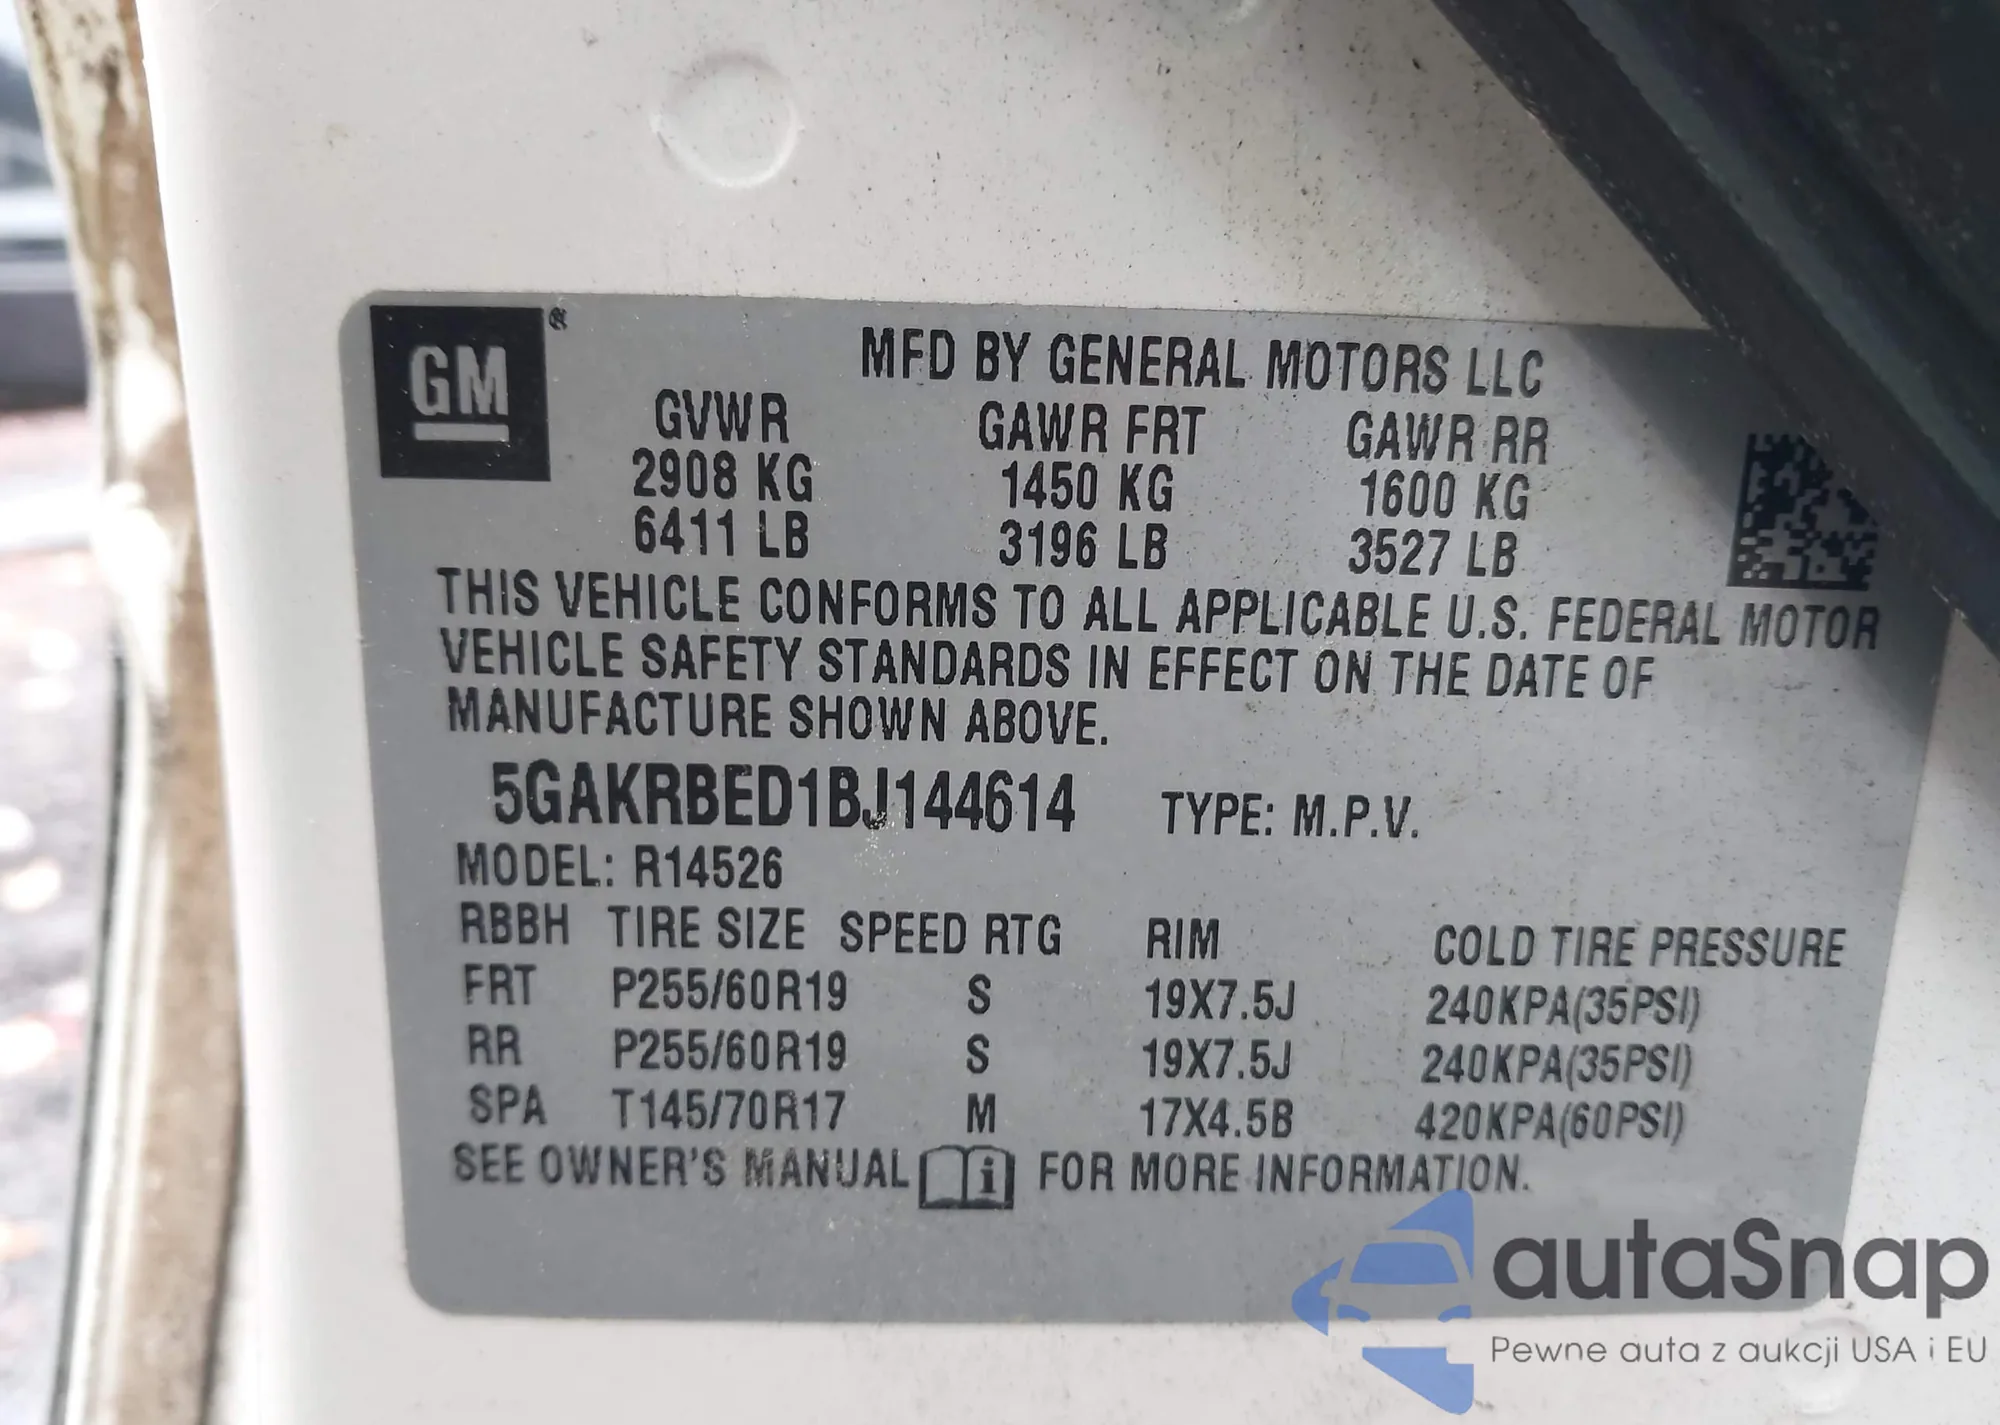 GM®
MFD BY GENERAL MOTORS LLC
GVWR GAWR FRT GAWR RR
2908 KG 1450 KG 1600 KG
6411 LB 3196 LB 3527 LB
THIS VEHICLE CONFORMS TO ALL APPLICABLE U.S. FEDERAL MOTOR
VEHICLE SAFETY STANDARDS IN EFFECT ON THE DATE OF
MANUFACTURE SHOWN ABOVE.
5GAKRBED1BJ144614 TYPE: M.P.V.
MODEL: R14526
RBBH TIRE SIZE SPEED RTG RIM COLD TIRE PRESSURE
FRT P255/60R19 S 19X7.5J 240KPA(35PSI)
RR P255/60R19 S 19X7.5J 240KPA(35PSI)
SPA T145/70R17 M 17X4.5B 420KPA(60PSI)
SEE OWNER'S MANUAL i FOR MORE INFORMATION.
autaSnap
Pewne auta z aukcji USA i EU